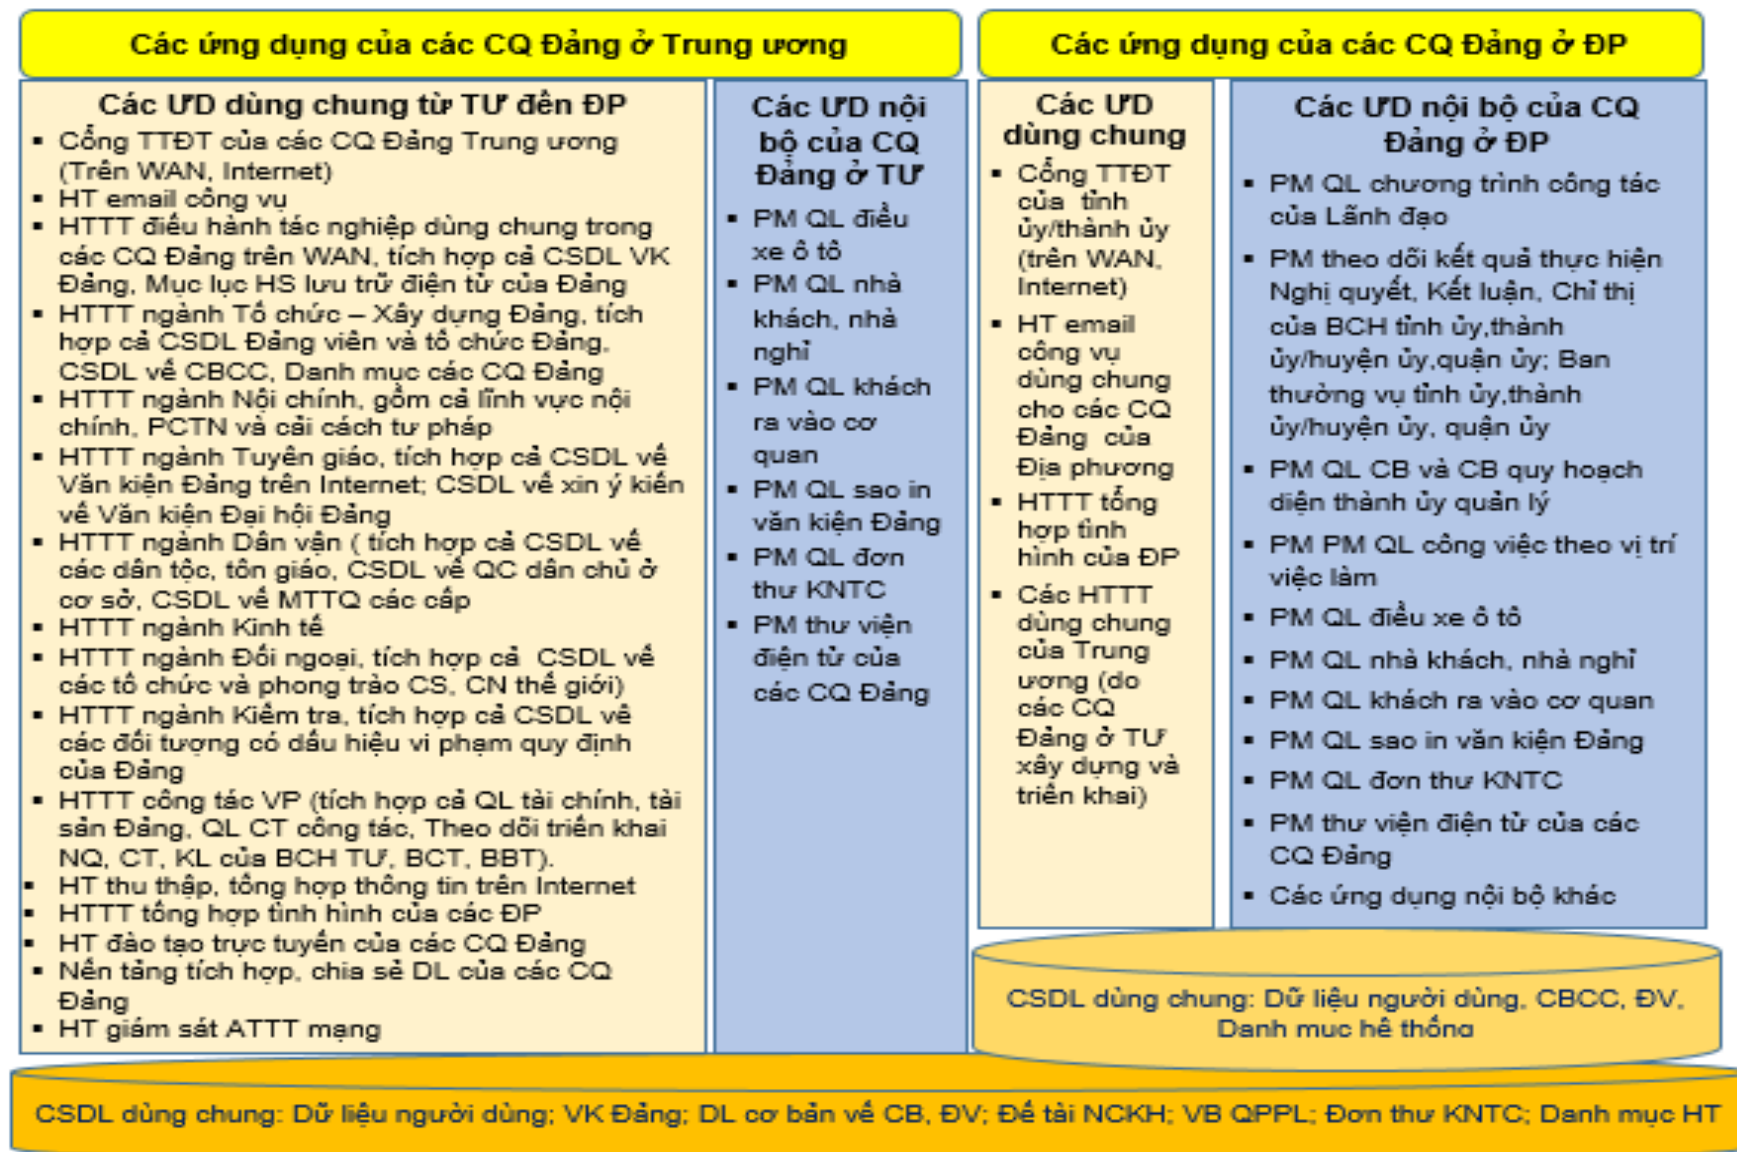 Các ứng dụng của các CQ Đảng ở Trung ương
Các ƯD dùng chung từ TƯ đến ĐP
▪ Cổng TTĐT của các CQ Đảng Trung ương
(Trên WAN, Internet)
▪ HT email công vụ
▪ HTTT điều hành tác nghiệp dùng chung trong
các CQ Đảng trên WAN, tích hợp cả CSDL VK
Đảng, Mục lục HS lưu trữ điện tử của Đảng
▪ HTTT ngành Tổ chức – Xây dựng Đảng, tích
hợp cả CSDL Đảng viên và tổ chức Đảng,
CSDL về CBCC, Danh mục các CQ Đảng
▪ HTTT ngành Nội chính, gồm cả lĩnh vực nội
chính, PCTN và cải cách tư pháp
▪ HTTT ngành Tuyên giáo, tích hợp cả CSDL về
Văn kiện Đảng trên Internet; CSDL về xin ý kiến
về Văn kiện Đại hội Đảng
▪ HTTT ngành Dân vận ( tích hợp cả CSDL về
các dân tộc, tôn giáo, CSDL về QC dân chủ ở
cơ sở, CSDL về MTTQ các cấp
▪ HTTT ngành Kinh tế
▪ HTTT ngành Đối ngoại, tích hợp cả CSDL về
các tổ chức và phong trào CS, CN thế giới)
▪ HTTT ngành Kiểm tra, tích hợp cả CSDL về
các đối tượng có dấu hiệu vi phạm quy định
của Đảng
▪ HTTT công tác VP (tích hợp cả QL tài chính, tài
sản Đảng, QL CT công tác, Theo dõi triển khai
NQ, CT, KL của BCH TƯ, BCT, BBT).
▪ HT thu thập, tổng hợp thông tin trên Internet
▪ HTTT tổng hợp tình hình của các ĐP
▪ HT đào tạo trực tuyến của các CQ Đảng
▪ Nền tảng tích hợp, chia sẻ DL của các CQ
Đảng
▪ HT giám sát ATTT mạng
Các ƯD nội
bộ của CQ
Đảng ở TƯ
▪ PM QL điều
xe ô tô
▪ PM QL nhà
khách, nhà
nghỉ
▪ PM QL khách
ra vào cơ
quan
▪ PM QL sao in
văn kiện Đảng
▪ PM QL đơn
thư KNTC
▪ PM thư viện
điện tử của
các CQ Đảng
Các ứng dụng của các CQ Đảng ở ĐP
Các ƯD
dùng chung
▪ Cổng TTĐT
của tỉnh
ủy/thành ủy
(trên WAN,
Internet)
▪ HT email
công vụ
dùng chung
cho các CQ
Đảng của
Địa phương
▪ HTTT tổng
hợp tình
hình của ĐP
▪ Các HTTT
dùng chung
của Trung
ương (do
các CQ
Đảng ở TƯ
xây dựng và
triển khai)
Các ƯD nội bộ của CQ
Đảng ở ĐP
▪ PM QL chương trình công tác
của Lãnh đạo
▪ PM theo dõi kết quả thực hiện
Nghị quyết, Kết luận, Chỉ thị
của BCH tỉnh ủy,thành
ủy/huyện ủy,quận ủy; Ban
thường vụ tỉnh ủy,thành
ủy/huyện ủy, quận ủy
▪ PM QL CB và CB quy hoạch
diện thành ủy quản lý
▪ PM PM QL công việc theo vị trí
việc làm
▪ PM QL điều xe ô tô
▪ PM QL nhà khách, nhà nghỉ
▪ PM QL khách ra vào cơ quan
▪ PM QL sao in văn kiện Đảng
▪ PM QL đơn thư KNTC
▪ PM thư viện điện tử của các
CQ Đảng
▪ Các ứng dụng nội bộ khác
CSDL dùng chung: Dữ liệu người dùng, CBCC, ĐV,
Danh mục hệ thống
CSDL dùng chung: Dữ liệu người dùng; VK Đảng; DL cơ bản về CB, ĐV; Đề tài NCKH; VB QPPL; Đơn thư KNTC; Danh mục HT